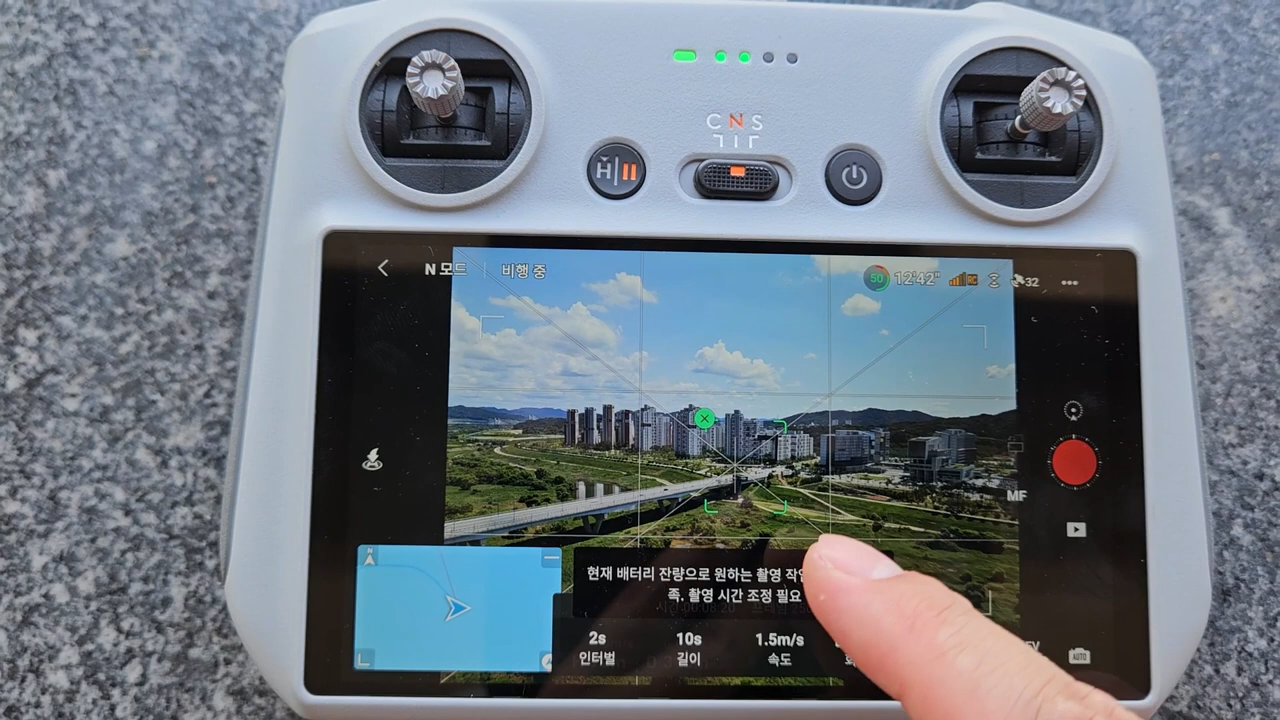 C N S
H
N 모드
비행 중
50
12'42"
RC
32
MF
N
현재 배터리 잔량으로 원하는 촬영
족. 촬영 시간 조정 필요
2s
10s
1.5m/s
인터벌
길이
속도
AUTO